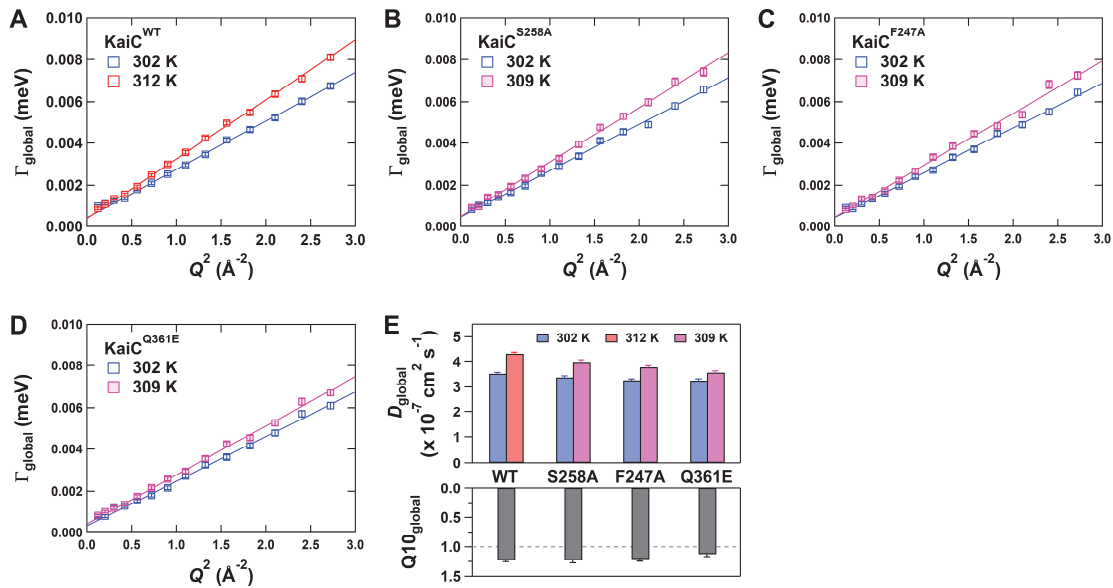 A
KaiC^WT
302 K
312 K
Γglobal (meV)
0.010
0.008
0.006
0.004
0.002
0.000
0.0 0.5 1.0 1.5 2.0 2.5 3.0
Q² (Å⁻²)
B
KaiC^S258A
302 K
309 K
Γglobal (meV)
0.010
0.008
0.006
0.004
0.002
0.000
0.0 0.5 1.0 1.5 2.0 2.5 3.0
Q² (Å⁻²)
C
KaiC^F247A
302 K
309 K
Γglobal (meV)
0.010
0.008
0.006
0.004
0.002
0.000
0.0 0.5 1.0 1.5 2.0 2.5 3.0
Q² (Å⁻²)
D
KaiC^Q361E
302 K
309 K
Γglobal (meV)
0.010
0.008
0.006
0.004
0.002
0.000
0.0 0.5 1.0 1.5 2.0 2.5 3.0
Q² (Å⁻²)
E
302 K 312 K 309 K
Dglobal
(x 10⁻⁷ cm² s⁻¹)
5
4
3
2
1
0
WT S258A F247A Q361E
Q10global
0.0
0.5
1.0
1.5